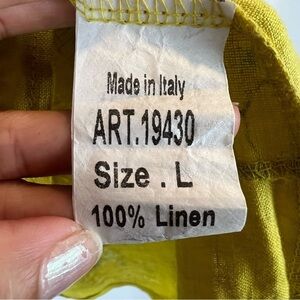 Made in Italy
ART.19430
Size . L
100% Linen